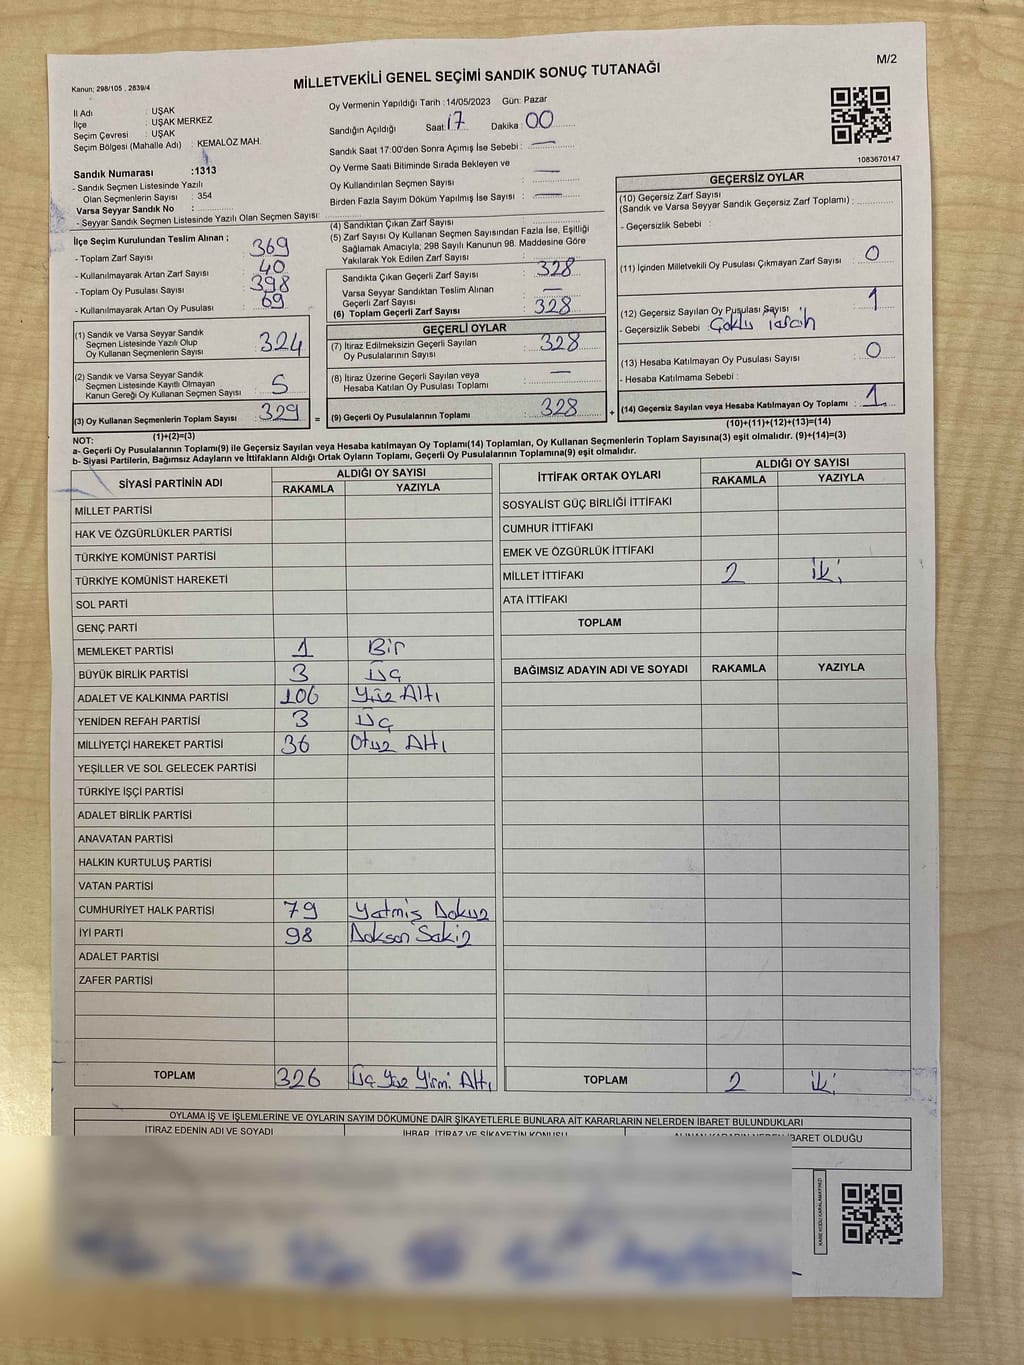 M/2
Kanun; 298/105 , 2839/4
MİLLETVEKİLİ GENEL SEÇİMİ SANDIK SONUÇ TUTANAĞI
İl Adı : UŞAK
İlçe : UŞAK MERKEZ
Seçim Çevresi : UŞAK
Seçim Bölgesi (Mahalle Adı) : KEMALÖZ MAH.
Sandık Numarası :1313
- Sandık Seçmen Listesinde Yazılı
Olan Seçmenlerin Sayısı : 354
Varsa Seyyar Sandık No :
- Seyyar Sandık Seçmen Listesinde Yazılı Olan Seçmen Sayısı:
Oy Vermenin Yapıldığı Tarih :14/05/2023 Gün: Pazar
Sandığın Açıldığı Saat: 17 Dakika : 00
Sandık Saat 17:00'den Sonra Açımış İse Sebebi : —
Oy Verme Saati Bitiminde Sırada Bekleyen ve
Oy Kullandırılan Seçmen Sayısı : —
Birden Fazla Sayım Döküm Yapılmış İse Sayısı : —
1083670147
İlçe Seçim Kurulundan Teslim Alınan ;
- Toplam Zarf Sayısı : 369
- Kullanılmayarak Artan Zarf Sayısı : 40
- Toplam Oy Pusulası Sayısı : 398
- Kullanılmayarak Artan Oy Pusulası : 69
(1) Sandık ve Varsa Seyyar Sandık
Seçmen Listesinde Yazılı Olup
Oy Kullanan Seçmenlerin Sayısı : 324
(2) Sandık ve Varsa Seyyar Sandık
Seçmen Listesinde Kayıtlı Olmayan
Kanun Gereği Oy Kullanan Seçmen Sayısı : 5
(3) Oy Kullanan Seçmenlerin Toplam Sayısı : 329 =
(1)+(2)=(3)
(4) Sandıktan Çıkan Zarf Sayısı :
(5) Zarf Sayısı Oy Kullanan Seçmen Sayısından Fazla İse, Eşitliği
Sağlamak Amacıyla; 298 Sayılı Kanunun 98. Maddesine Göre
Yakılarak Yok Edilen Zarf Sayısı :
Sandıkta Çıkan Geçerli Zarf Sayısı : 328
Varsa Seyyar Sandıktan Teslim Alınan
Geçerli Zarf Sayısı : —
(6) Toplam Geçerli Zarf Sayısı : 328
GEÇERLİ OYLAR
(7) İtiraz Edilmeksizin Geçerli Sayılan
Oy Pusulalarının Sayısı : 328
(8) İtiraz Üzerine Geçerli Sayılan veya
Hesaba Katılan Oy Pusulası Toplamı : —
(9) Geçerli Oy Pusulalarının Toplamı : 328 +
GEÇERSİZ OYLAR
(10) Geçersiz Zarf Sayısı
(Sandık ve Varsa Seyyar Sandık Geçersiz Zarf Toplamı) :
- Geçersizlik Sebebi :
(11) İçinden Milletvekili Oy Pusulası Çıkmayan Zarf Sayısı : 0
(12) Geçersiz Sayılan Oy Pusulası Sayısı : 1
- Geçersizlik Sebebi : Çoklu Tercih
(13) Hesaba Katılmayan Oy Pusulası Sayısı : 0
- Hesaba Katılmama Sebebi :
(14) Geçersiz Sayılan veya Hesaba Katılmayan Oy Toplamı : 1
(10)+(11)+(12)+(13)=(14)
NOT:
a- Geçerli Oy Pusulalarının Toplamı(9) ile Geçersiz Sayılan veya Hesaba katılmayan Oy Toplamı(14) Toplamları, Oy Kullanan Seçmenlerin Toplam Sayısına(3) eşit olmalıdır. (9)+(14)=(3)
b- Siyasi Partilerin, Bağımsız Adayların ve İttifakların Aldığı Ortak Oyların Toplamı, Geçerli Oy Pusulalarının Toplamına(9) eşit olmalıdır.
SİYASİ PARTİNİN ADI ALDIĞI OY SAYISI
RAKAMLA YAZIYLA
MİLLET PARTİSİ
HAK VE ÖZGÜRLÜKLER PARTİSİ
TÜRKİYE KOMÜNİST PARTİSİ
TÜRKİYE KOMÜNİST HAREKETİ
SOL PARTİ
GENÇ PARTİ
MEMLEKET PARTİSİ 1 Bir
BÜYÜK BİRLİK PARTİSİ 3 Üç
ADALET VE KALKINMA PARTİSİ 106 Yüz Altı
YENİDEN REFAH PARTİSİ 3 Üç
MİLLİYETÇİ HAREKET PARTİSİ 36 Otuz Altı
YEŞİLLER VE SOL GELECEK PARTİSİ
TÜRKİYE İŞÇİ PARTİSİ
ADALET BİRLİK PARTİSİ
ANAVATAN PARTİSİ
HALKIN KURTULUŞ PARTİSİ
VATAN PARTİSİ
CUMHURİYET HALK PARTİSİ 79 Yetmiş Dokuz
İYİ PARTİ 98 Doksan Sekiz
ADALET PARTİSİ
ZAFER PARTİSİ
TOPLAM 326 Üç Yüz Yirmi Altı
İTTİFAK ORTAK OYLARI ALDIĞI OY SAYISI
RAKAMLA YAZIYLA
SOSYALİST GÜÇ BİRLİĞİ İTTİFAKI
CUMHUR İTTİFAKI
EMEK VE ÖZGÜRLÜK İTTİFAKI
MİLLET İTTİFAKI 2 İki
ATA İTTİFAKI
TOPLAM
BAĞIMSIZ ADAYIN ADI VE SOYADI RAKAMLA YAZIYLA
TOPLAM 2 İki
OYLAMA İŞ VE İŞLEMLERİNE VE OYLARIN SAYIM DÖKÜMÜNE DAİR ŞİKAYETLERLE BUNLARA AİT KARARLARIN NELERDEN İBARET BULUNDUKLARI
İTİRAZ EDENİN ADI VE SOYADI İHBAR, İTİRAZ VE ŞİKAYETİN KONUSU ALINAN KARARIN NEDEN İBARET OLDUĞU
KARE KODU KARALAMAYINIZ!